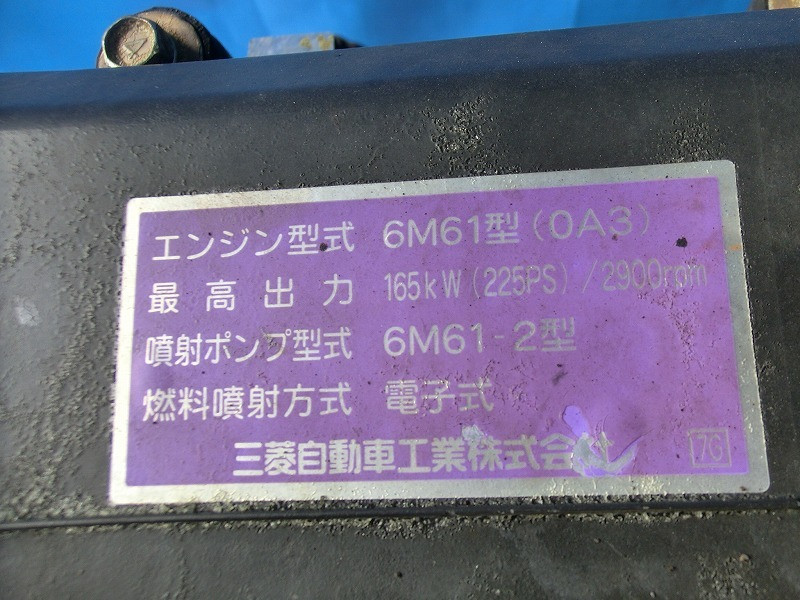 エンジン型式 6M61型(0A3)
最高出力 165kW(225PS)/2900rpm
噴射ポンプ型式 6M61-2型
燃料噴射方式 電子式
三菱自動車工業株式会社 7G